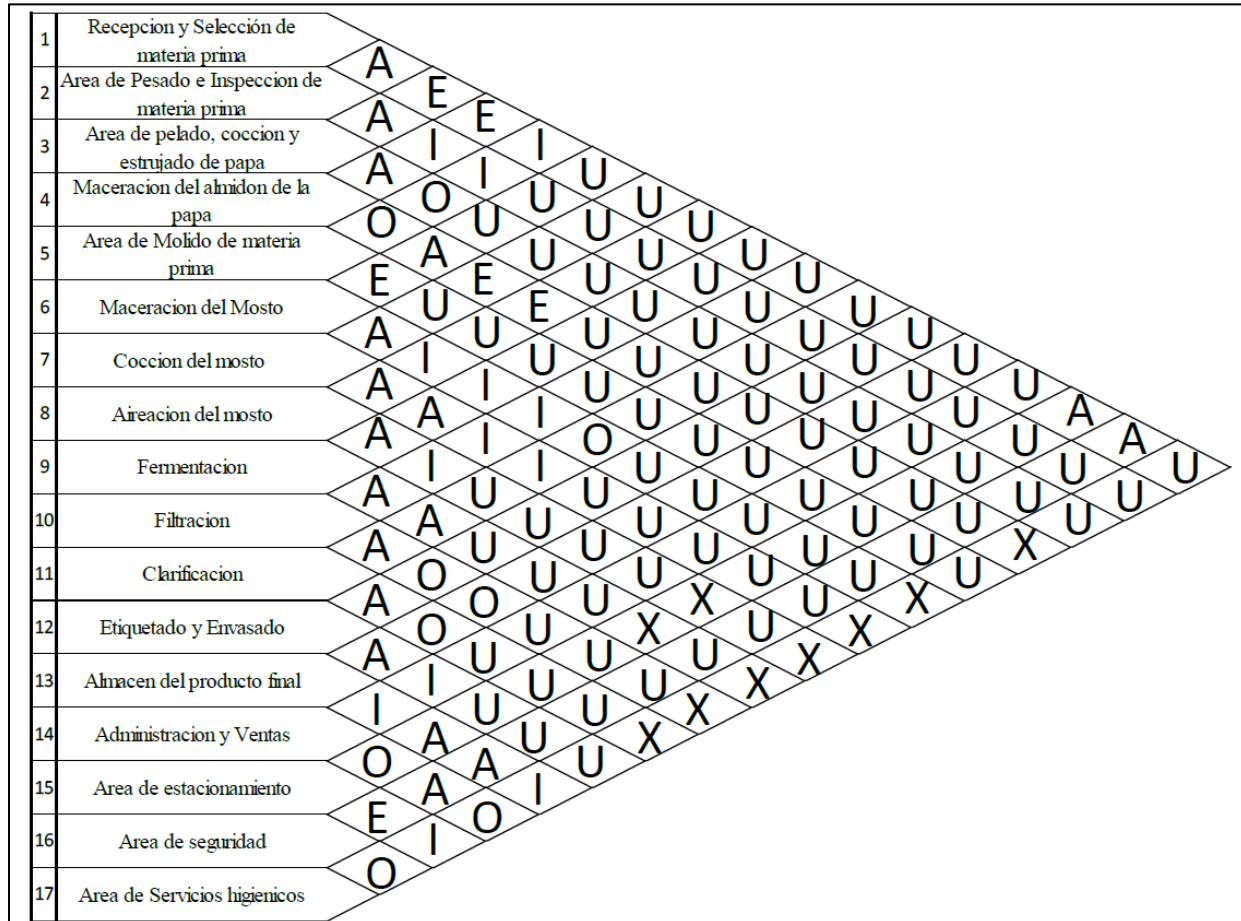 1 Recepcion y Selección de
materia prima
2 Area de Pesado e Inspeccion de
materia prima
3 Area de pelado, coccion y
estrujado de papa
4 Maceracion del almidon de la
papa
5 Area de Molido de materia
prima
6 Maceracion del Mosto
7 Coccion del mosto
8 Aireacion del mosto
9 Fermentacion
10 Filtracion
11 Clarificacion
12 Etiquetado y Envasado
13 Almacen del producto final
14 Administracion y Ventas
15 Area de estacionamiento
16 Area de seguridad
17 Area de Servicios higienicos
A E E I U U U U U U U U U A A U
A I I U U U U U U U U U U U U
A O U U U U U U U U U U U U
O A E E U U U U U U U U X
E U U U U U U U U U U U
A I I I O U U U U U X
A A I I U U U U U X
A I U U U U X U X
A A U U U X U X
A O O U U U X
A O U U U X
A I U U U
I A A I
O A O
E I
O